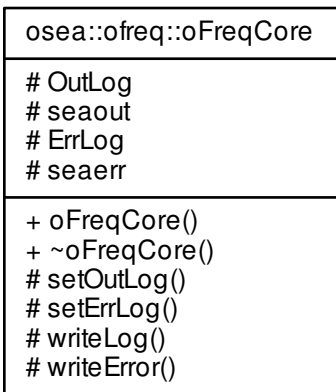 osea::ofreq::oFreqCore
# OutLog
# seaout
# ErrLog
# seaerr
+ oFreqCore()
+ ~oFreqCore()
# setOutLog()
# setErrLog()
# writeLog()
# writeError()